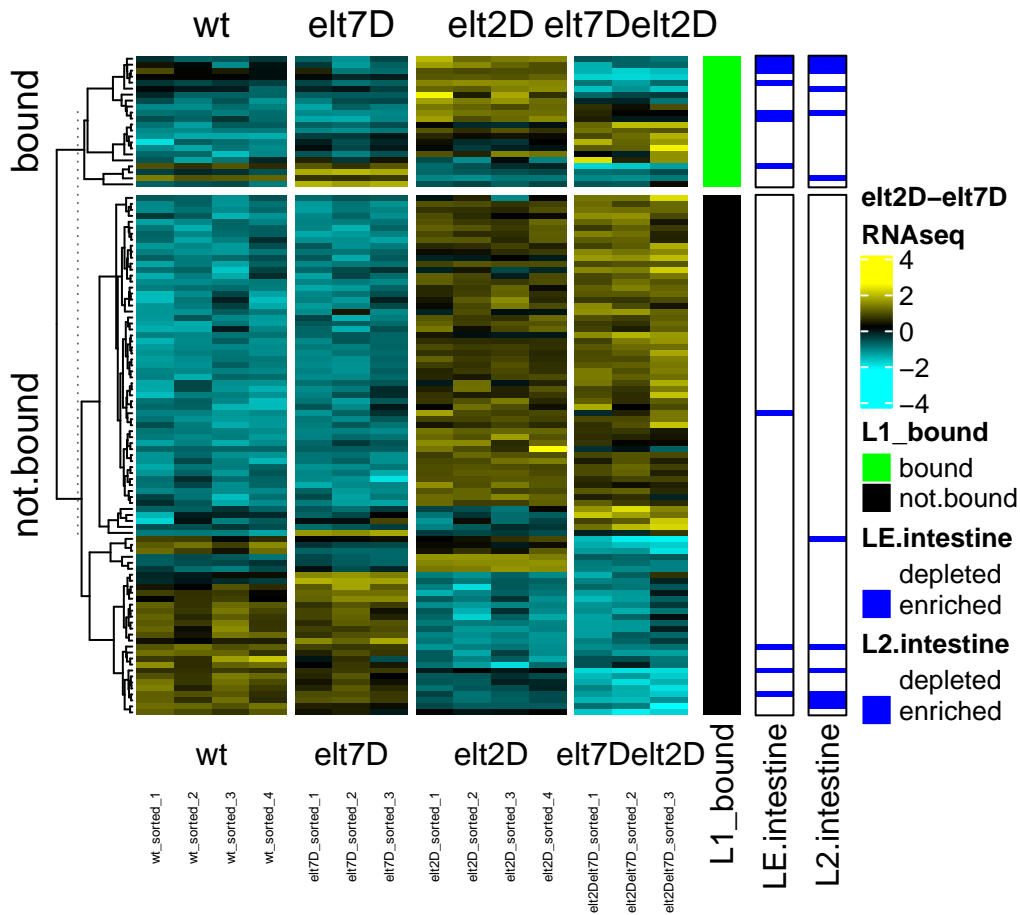 wt elt7D elt2D elt7Delt2D
bound
not.bound
elt2D−elt7D
RNAseq
4
2
0
−2
−4
L1_bound
bound
not.bound
LE.intestine
depleted
enriched
L2.intestine
depleted
enriched
wt elt7D elt2D elt7Delt2D
wt_sorted_1
wt_sorted_2
wt_sorted_3
wt_sorted_4
elt7D_sorted_1
elt7D_sorted_2
elt7D_sorted_3
elt2D_sorted_1
elt2D_sorted_2
elt2D_sorted_3
elt2D_sorted_4
elt2Delt7D_sorted_1
elt2Delt7D_sorted_2
elt2Delt7D_sorted_3
L1_bound
LE.intestine
L2.intestine